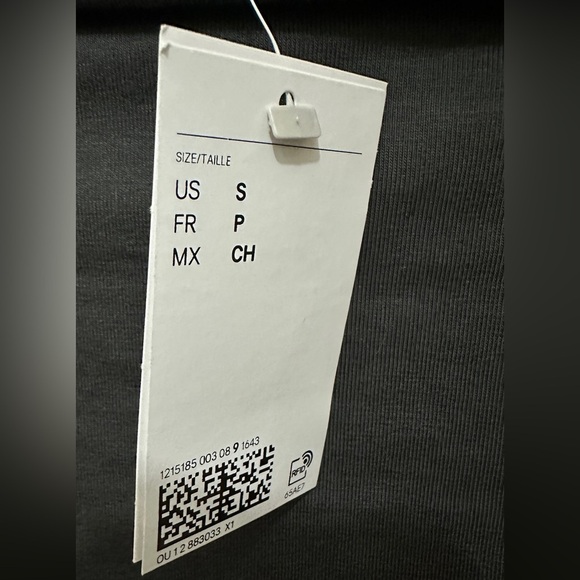 SIZE/TAILLE
US S
FR P
MX CH
1215185 003 08 9 1643
RFID
65AE7
OU 1 2 883033 X1